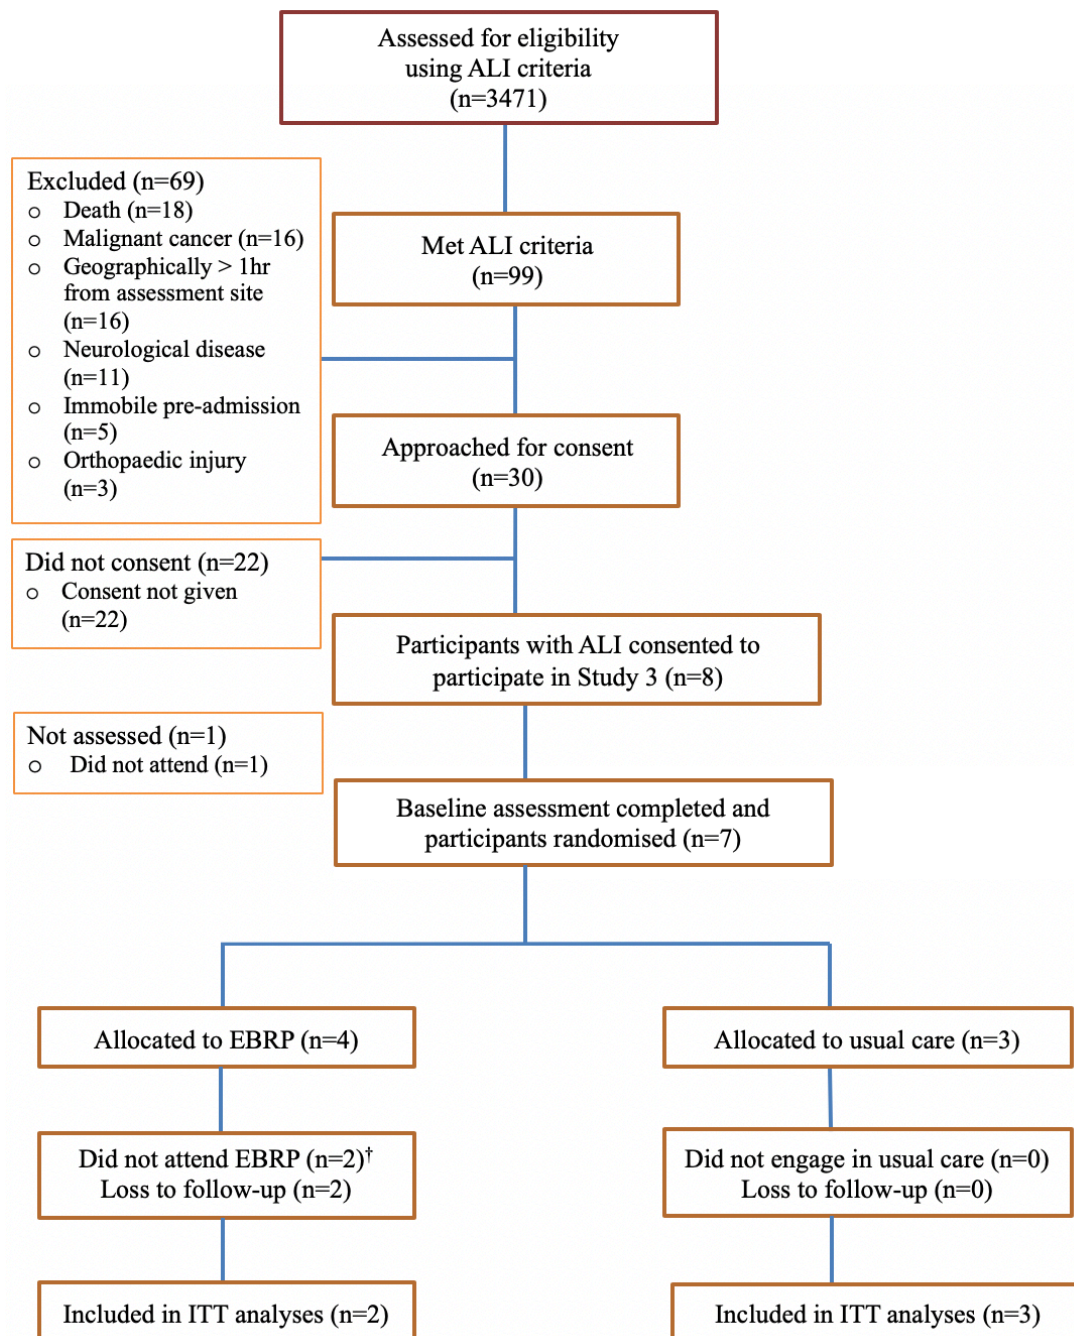 Assessed for eligibility
using ALI criteria
(n=3471)
Excluded (n=69)
o Death (n=18)
o Malignant cancer (n=16)
o Geographically > 1hr
from assessment site
(n=16)
o Neurological disease
(n=11)
o Immobile pre-admission
(n=5)
o Orthopaedic injury
(n=3)
Met ALI criteria
(n=99)
Approached for consent
(n=30)
Did not consent (n=22)
o Consent not given
(n=22)
Participants with ALI consented to
participate in Study 3 (n=8)
Not assessed (n=1)
o Did not attend (n=1)
Baseline assessment completed and
participants randomised (n=7)
Allocated to EBRP (n=4)
Allocated to usual care (n=3)
Did not attend EBRP (n=2)†
Loss to follow-up (n=2)
Did not engage in usual care (n=0)
Loss to follow-up (n=0)
Included in ITT analyses (n=2)
Included in ITT analyses (n=3)